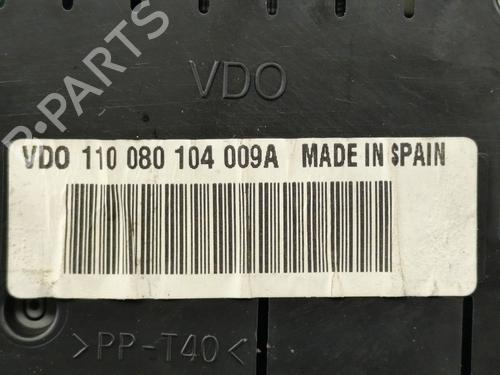 B-PARTS
VDO
VDO 110 080 104 009A MADE IN SPAIN
>PP-T40<